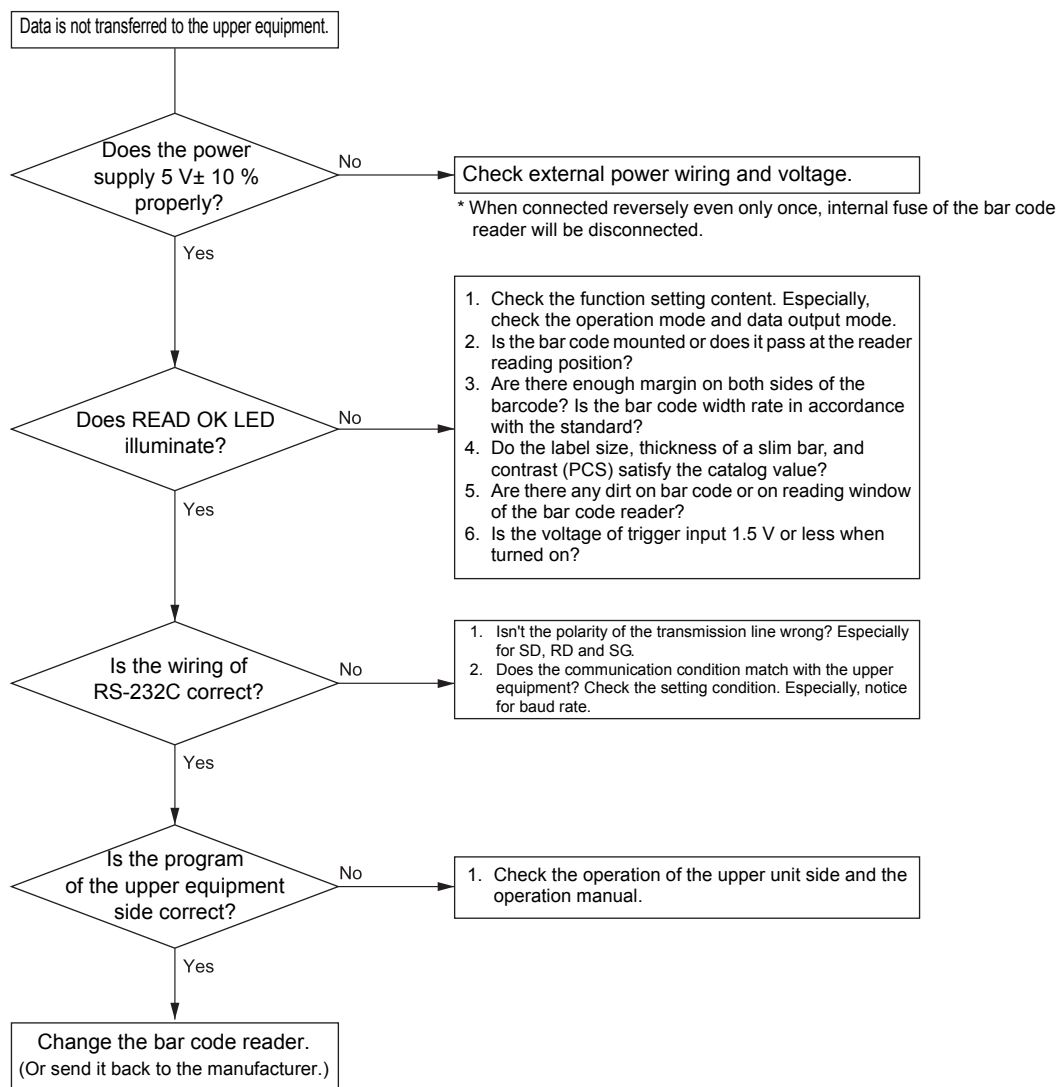 Data is not transferred to the upper equipment.
Does the power
supply 5 V± 10 %
properly?
No
Check external power wiring and voltage.
* When connected reversely even only once, internal fuse of the bar code
reader will be disconnected.
Yes
Does READ OK LED
illuminate?
No
1. Check the function setting content. Especially,
check the operation mode and data output mode.
2. Is the bar code mounted or does it pass at the reader
reading position?
3. Are there enough margin on both sides of the
barcode? Is the bar code width rate in accordance
with the standard?
4. Do the label size, thickness of a slim bar, and
contrast (PCS) satisfy the catalog value?
5. Are there any dirt on bar code or on reading window
of the bar code reader?
6. Is the voltage of trigger input 1.5 V or less when
turned on?
Yes
Is the wiring of
RS-232C correct?
No
1. Isn't the polarity of the transmission line wrong? Especially
for SD, RD and SG.
2. Does the communication condition match with the upper
equipment? Check the setting condition. Especially, notice
for baud rate.
Yes
Is the program
of the upper equipment
side correct?
No
1. Check the operation of the upper unit side and the
operation manual.
Yes
Change the bar code reader.
(Or send it back to the manufacturer.)